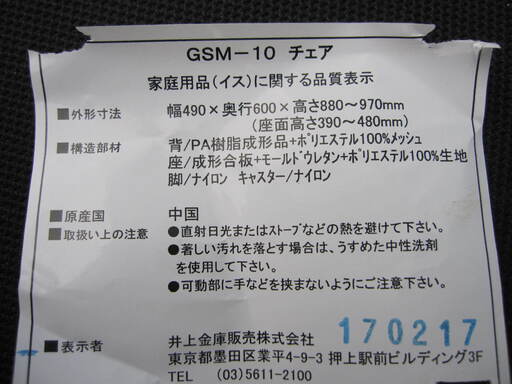 GSM-10 チェア
家庭用品(イス)に関する品質表示
■外形寸法 幅490×奥行600×高さ880～970mm
(座面高さ390～480mm)
■構造部材 背/PA樹脂成形品+ポリエステル100%メッシュ
座/成形合板+モールドウレタン+ポリエステル100%生地
脚/ナイロン キャスター/ナイロン
■原産国 中国
■取扱い上の注意 ●直射日光またはストーブなどの熱を避けて下さい。
●著しい汚れを落とす場合は、うすめた中性洗剤
を使用して下さい。
●可動部に手などを挟まないようにご注意下さい。
170217
■表示者 井上金庫販売株式会社
東京都墨田区業平4-9-3 押上駅前ビルディング3F
TEL (03)5611-2100